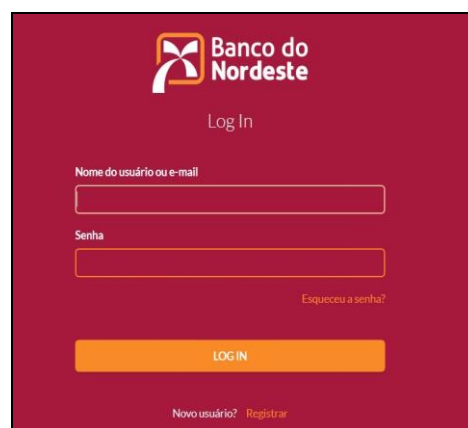 Banco do
Nordeste
Log In
Nome do usuário ou e-mail
Senha
Esqueceu a senha?
LOG IN
Novo usuário? Registrar